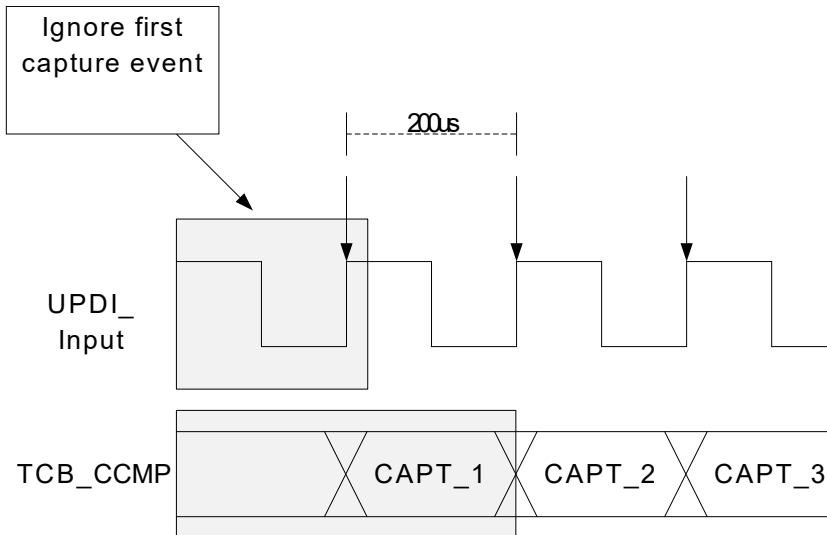 Ignore first
capture event
200us
UPDI_
Input
TCB_CCMP
CAPT_1
CAPT_2
CAPT_3